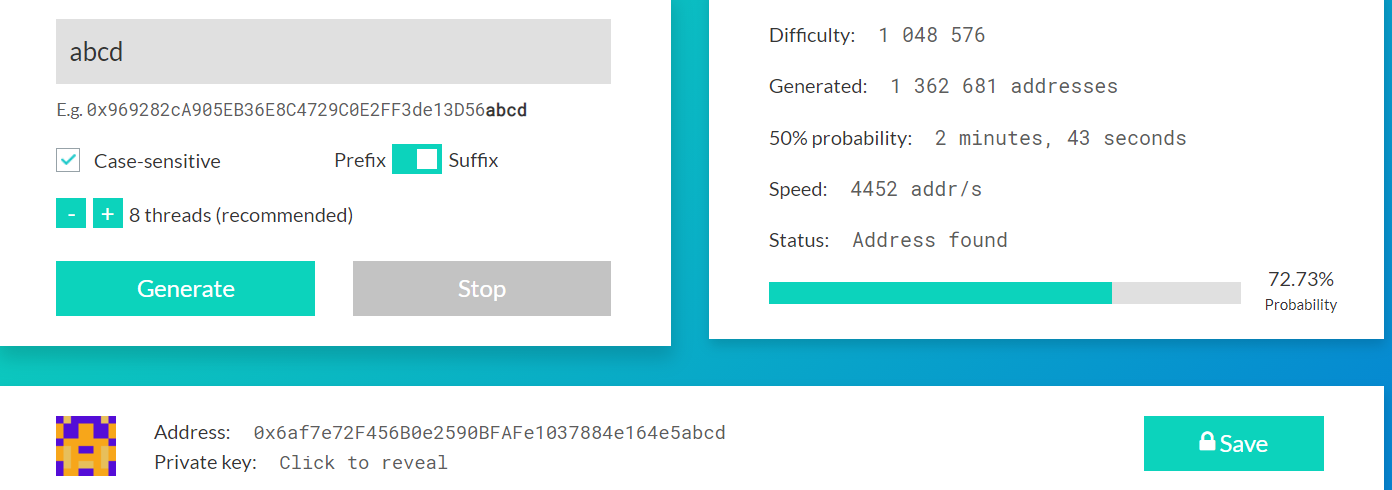 abcd
E.g. 0x969282cA905EB36E8C4729C0E2FF3de13D56abcd
Case-sensitive
Prefix Suffix
- + 8 threads (recommended)
Generate Stop
Difficulty: 1 048 576
Generated: 1 362 681 addresses
50% probability: 2 minutes, 43 seconds
Speed: 4452 addr/s
Status: Address found
72.73%
Probability
Address: 0x6af7e72F456B0e2590BFAFe1037884e164e5abcd
Private key: Click to reveal
Save